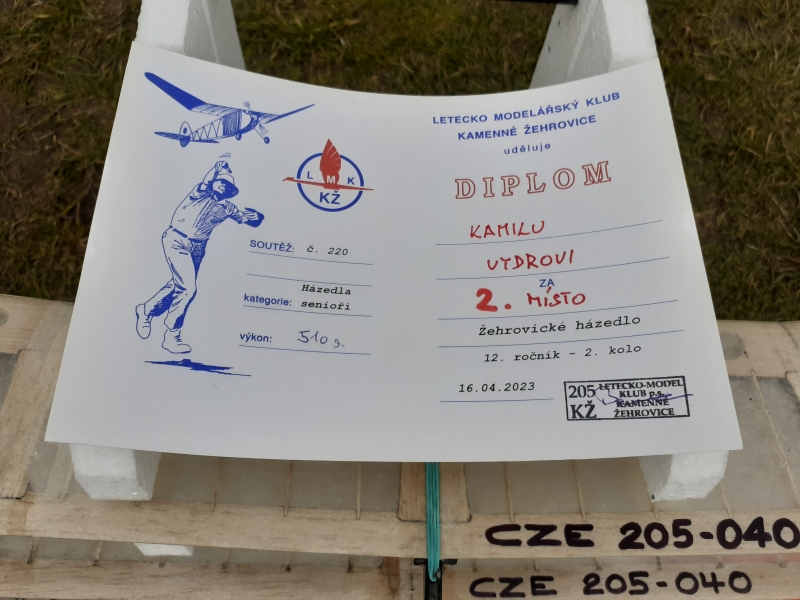 LETECKO MODELÁŘSKÝ KLUB
KAMENNÉ ŽEHROVICE
uděluje
DIPLOM
L M K
KŽ
SOUTĚŽ: č. 220
Házedla
kategorie: senioři
výkon: 510 s.
KAMILU
VYDROVI
ZA
2. MÍSTO
Žehrovické házedlo
12. ročník - 2. kolo
16.04.2023
205 LETECKO-MODEL
KLUB p.s.
KŽ KAMENNÉ
ŽEHROVICE
CZE 205-040
CZE 205-040